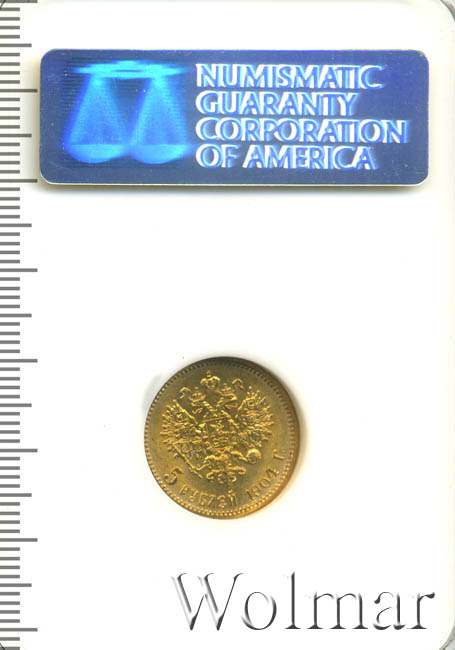 NUMISMATIC
GUARANTY
CORPORATION
OF AMERICA
5 РУБЛЕЙ 1904 Г.
Wolmar